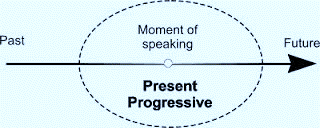 Moment of
speaking
Past
Future
Present
Progressive